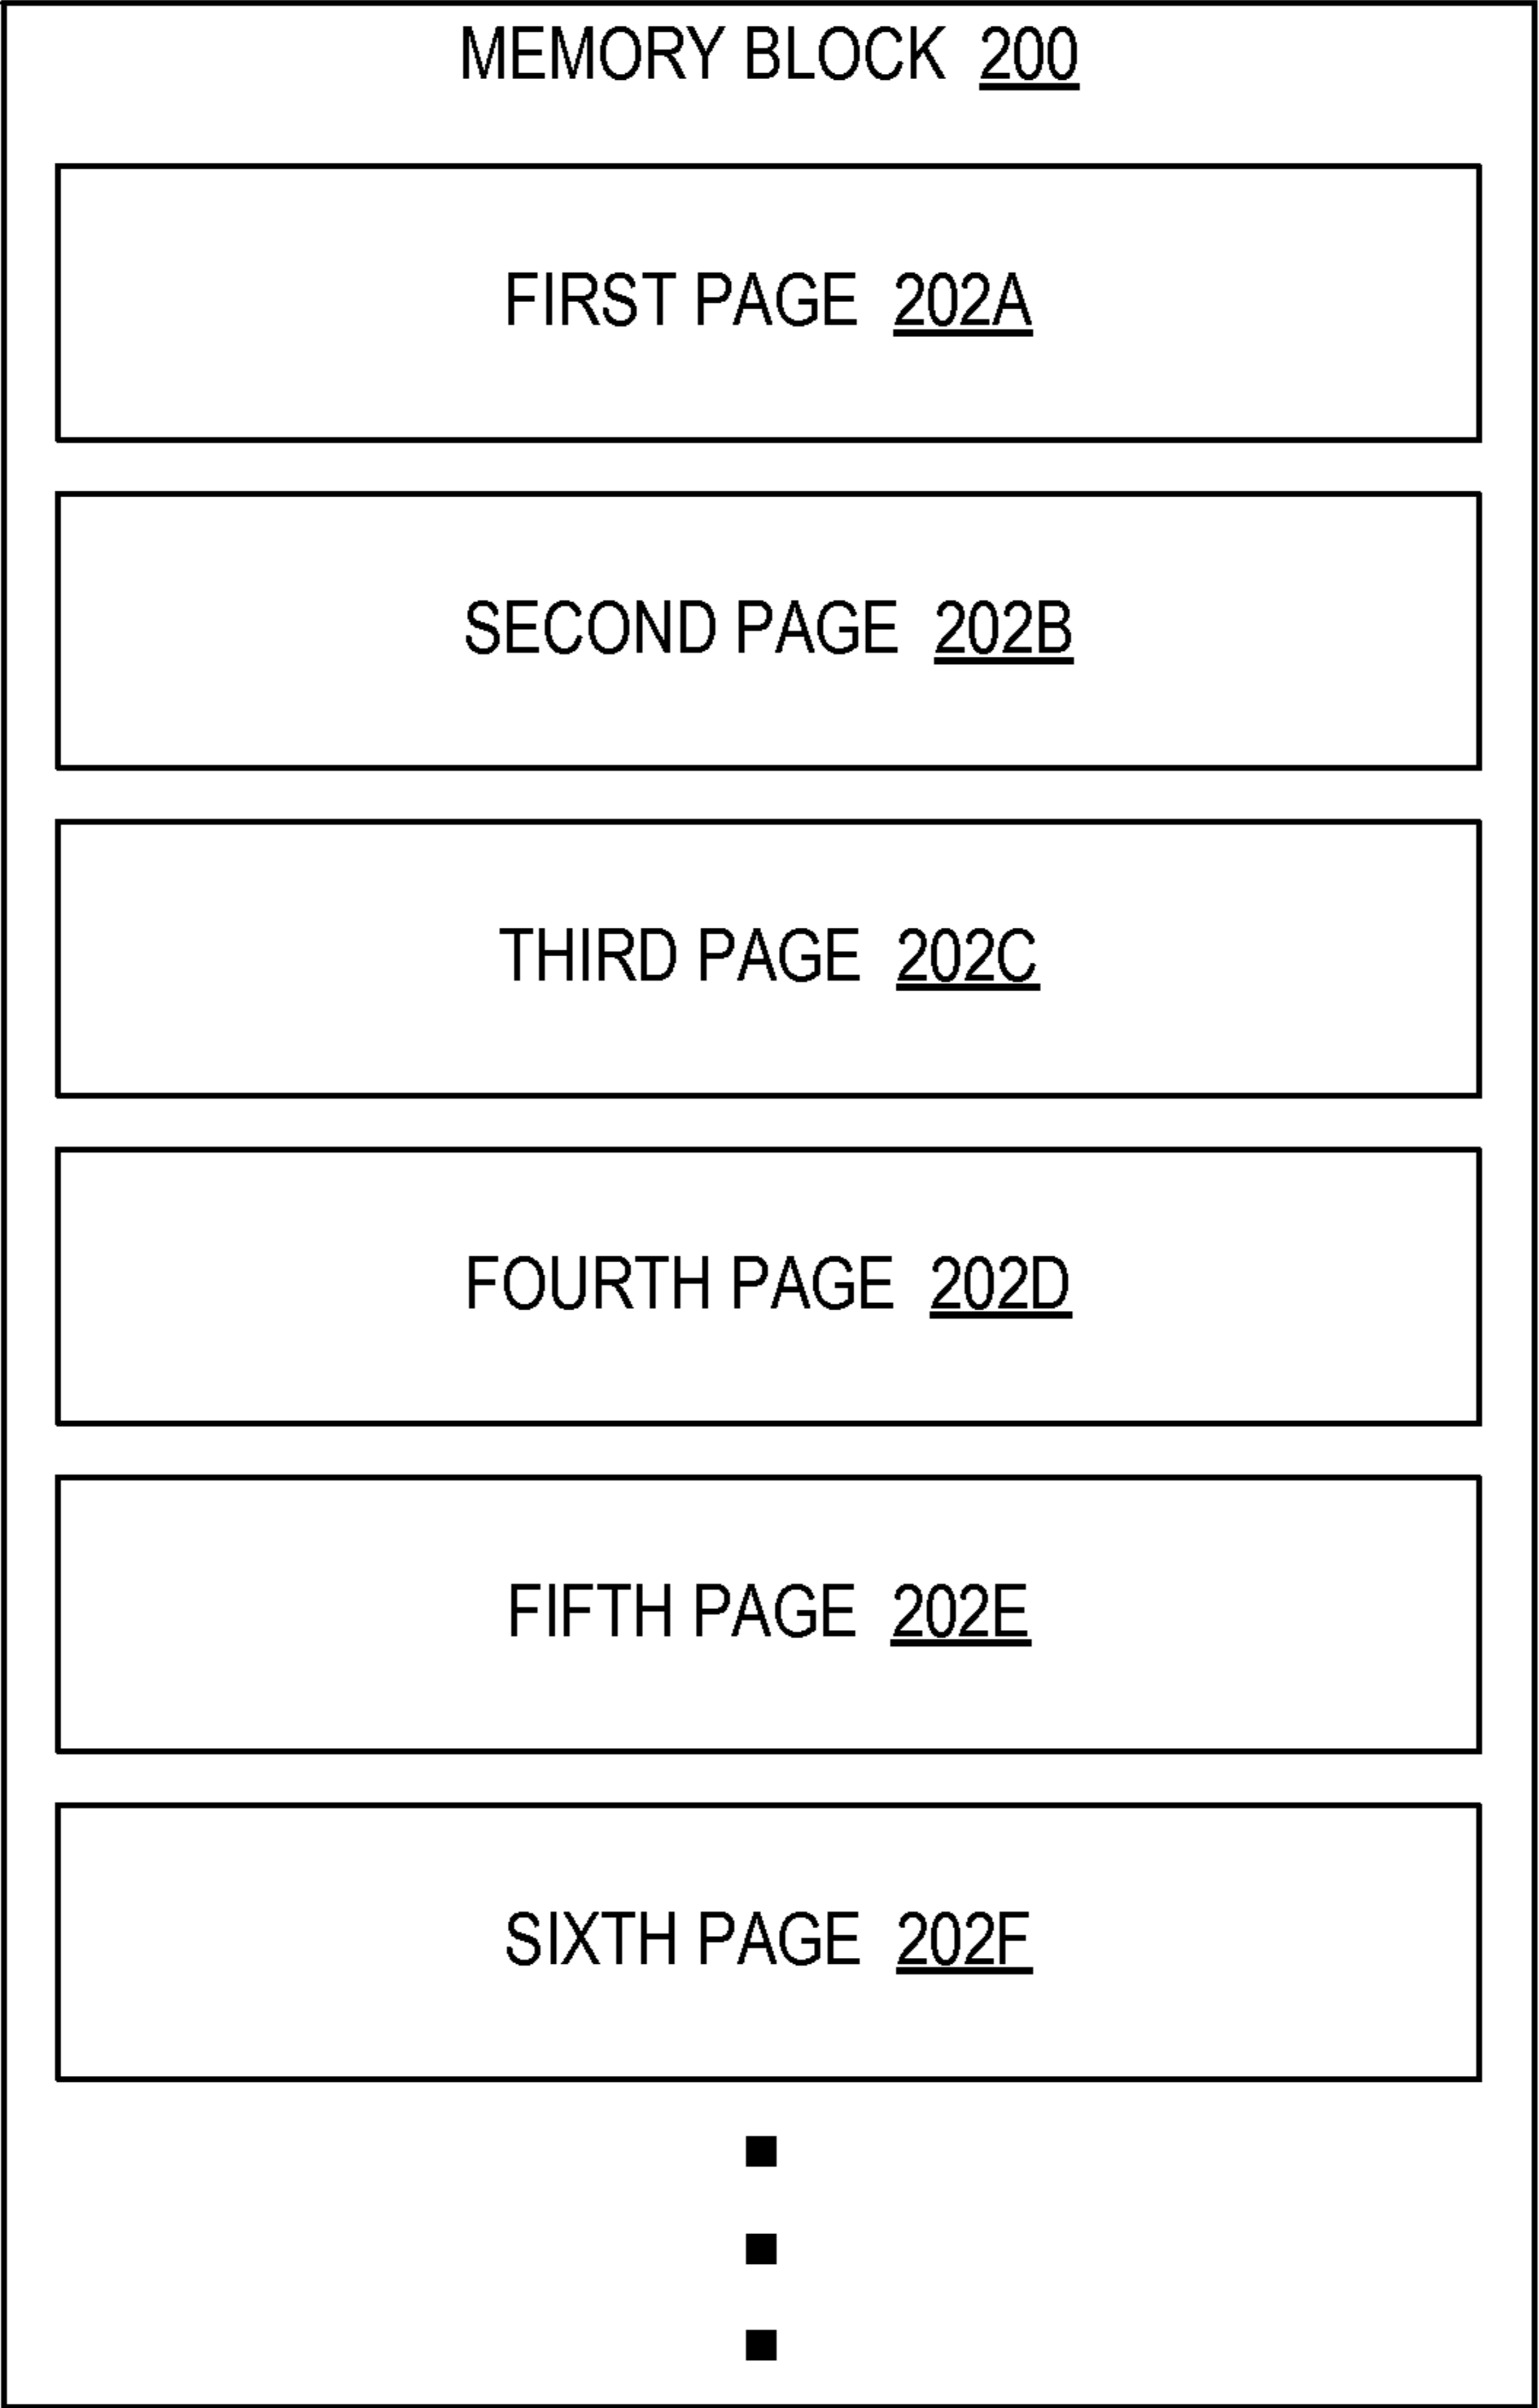 MEMORY BLOCK 200
FIRST PAGE 202A
SECOND PAGE 202B
THIRD PAGE 202C
FOURTH PAGE 202D
FIFTH PAGE 202E
SIXTH PAGE 202F